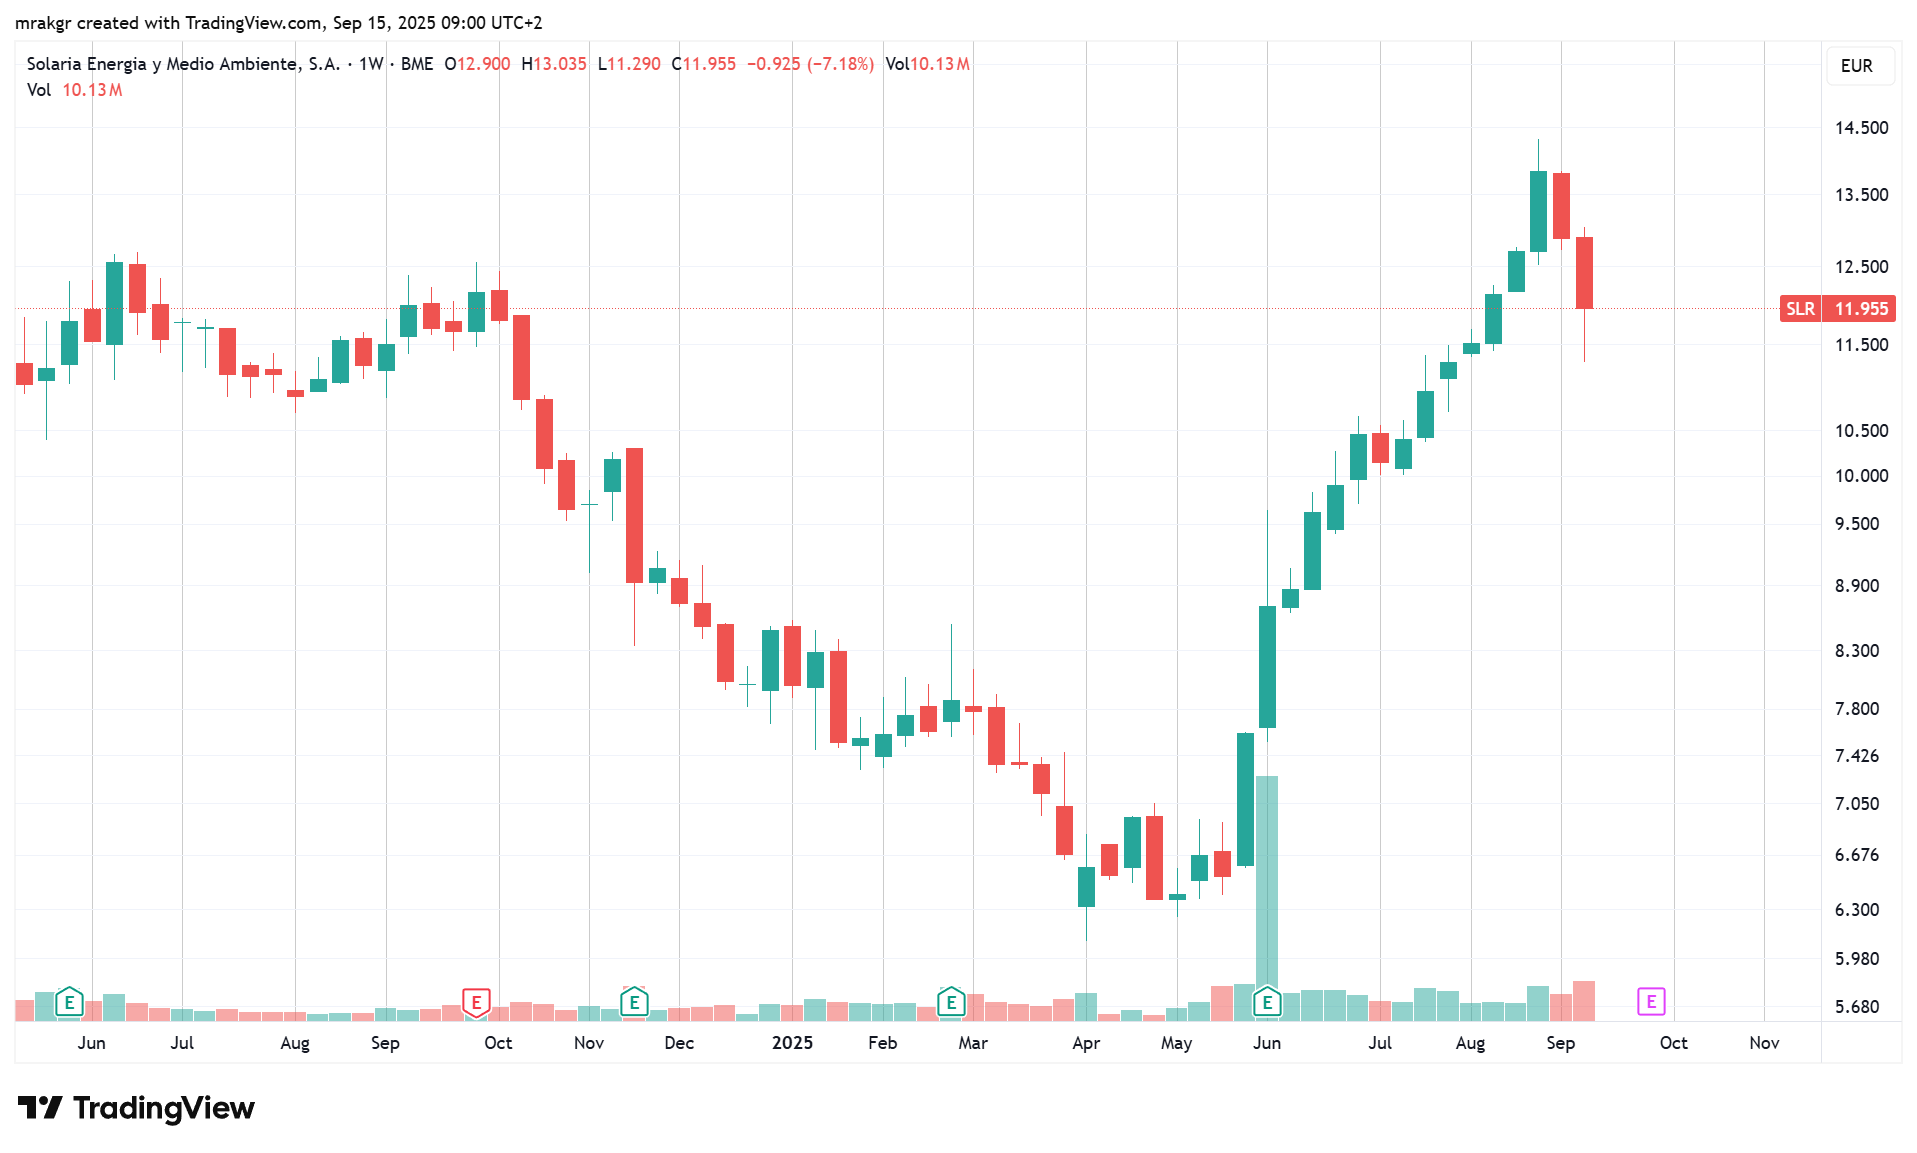 mrakgr created with TradingView.com, Sep 15, 2025 09:00 UTC+2
Solaria Energia y Medio Ambiente, S.A. · 1W · BME O12.900 H13.035 L11.290 C11.955 −0.925 (−7.18%) Vol10.13M
Vol 10.13M
EUR
14.500
13.500
12.500
SLR 11.955
11.500
10.500
10.000
9.500
8.900
8.300
7.800
7.426
7.050
6.676
6.300
5.980
5.680
E E E E E E
Jun Jul Aug Sep Oct Nov Dec 2025 Feb Mar Apr May Jun Jul Aug Sep Oct Nov
TradingView